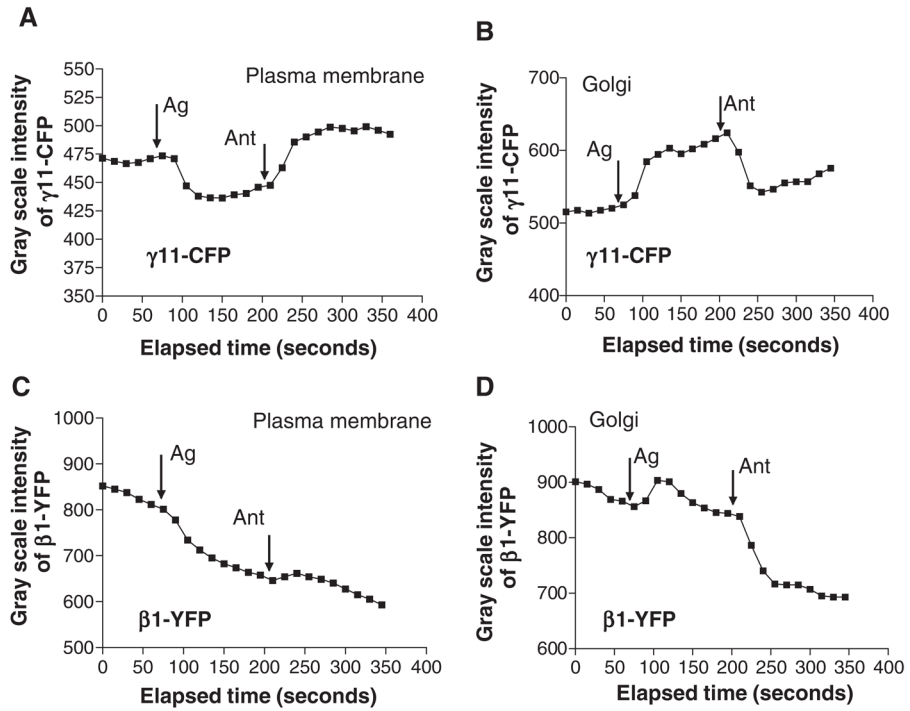 A
Plasma membrane
Gray scale intensity
of γ11-CFP
550
525
500
475
450
425
400
375
350
Ag
Ant
γ11-CFP
0 50 100 150 200 250 300 350 400
Elapsed time (seconds)
B
Golgi
Gray scale intensity
of γ11-CFP
700
600
500
400
Ag
Ant
γ11-CFP
0 50 100 150 200 250 300 350 400
Elapsed time (seconds)
C
Plasma membrane
Gray scale intensity
of β1-YFP
1000
900
800
700
600
500
Ag
Ant
β1-YFP
0 50 100 150 200 250 300 350 400
Elapsed time (seconds)
D
Golgi
Gray scale intensity
of β1-YFP
1000
900
800
700
600
Ag
Ant
β1-YFP
0 50 100 150 200 250 300 350 400
Elapsed time (seconds)